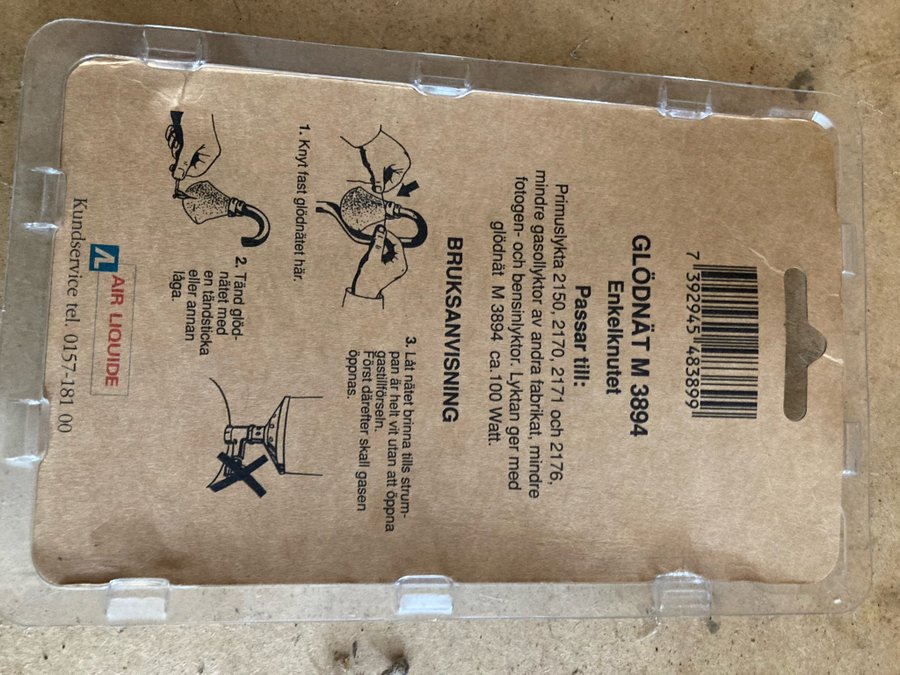 7 392945 483899
GLÖDNÄT M 3894
Enkelknutet
Passar till:
Primuslykta 2150, 2170, 2171 och 2176,
mindre gasollyktor av andra fabrikat, mindre
fotogen- och bensinlyktor. Lyktan ger med
glödnät M 3894 ca.100 Watt.
BRUKSANVISNING
1. Knyt fast glödnätet här.
2. Tänd glöd-
nätet med
en tändsticka
eller annan
låga.
3. Låt nätet brinna tills strum-
pan är helt vit utan att öppna
gastillförseln.
Först därefter skall gasen
öppnas.
AL AIR LIQUIDE
Kundservice tel. 0157-181 00